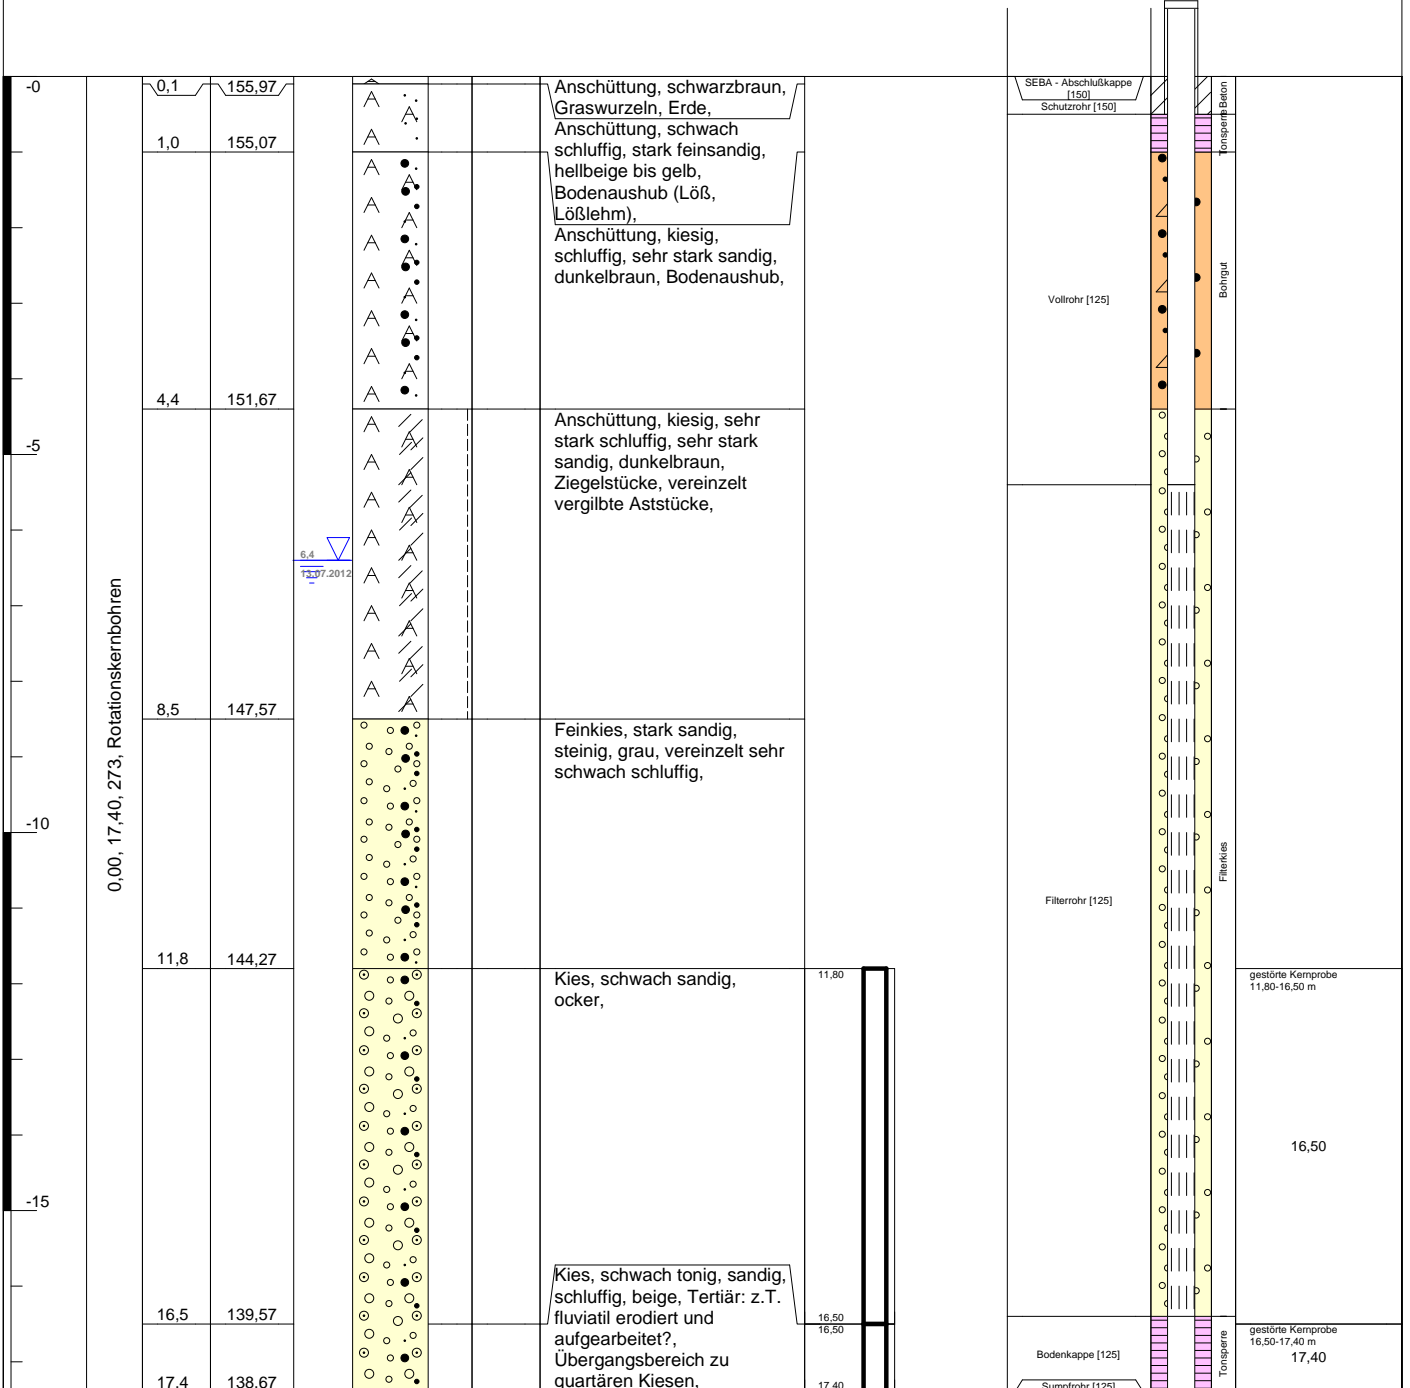 -0
0,1
155,97
Anschüttung, schwarzbraun,
Graswurzeln, Erde,
SEBA - Abschlußkappe
[150]
Schutzrohr [150]
Beton
Tonsperre
1,0
155,07
Anschüttung, schwach
schluffig, stark feinsandig,
hellbeige bis gelb,
Bodenaushub (Löß,
Lößlehm),
Anschüttung, kiesig,
schluffig, sehr stark sandig,
dunkelbraun, Bodenaushub,
Vollrohr [125]
Bohrgut
4,4
151,67
Anschüttung, kiesig, sehr
stark schluffig, sehr stark
sandig, dunkelbraun,
Ziegelstücke, vereinzelt
vergilbte Aststücke,
-5
6,4
13.07.2012
0,00, 17,40, 273, Rotationskernbohren
8,5
147,57
Feinkies, stark sandig,
steinig, grau, vereinzelt sehr
schwach schluffig,
-10
Filterrohr [125]
Filterkies
11,8
144,27
Kies, schwach sandig,
ocker,
11,80
gestörte Kernprobe
11,80-16,50 m
16,50
-15
Kies, schwach tonig, sandig,
schluffig, beige, Tertiär: z.T.
fluviatil erodiert und
aufgearbeitet?,
Übergangsbereich zu
quartären Kiesen,
16,5
139,57
16,50
16,50
gestörte Kernprobe
16,50-17,40 m
17,40
Bodenkappe [125]
Tonsperre
17,4
138,67
17,40
Sumpfrohr [125]